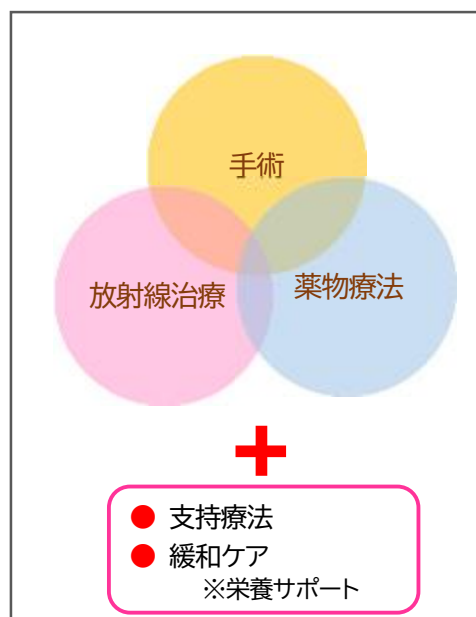 手術
放射線治療
薬物療法
+
● 支持療法
● 緩和ケア
※栄養サポート